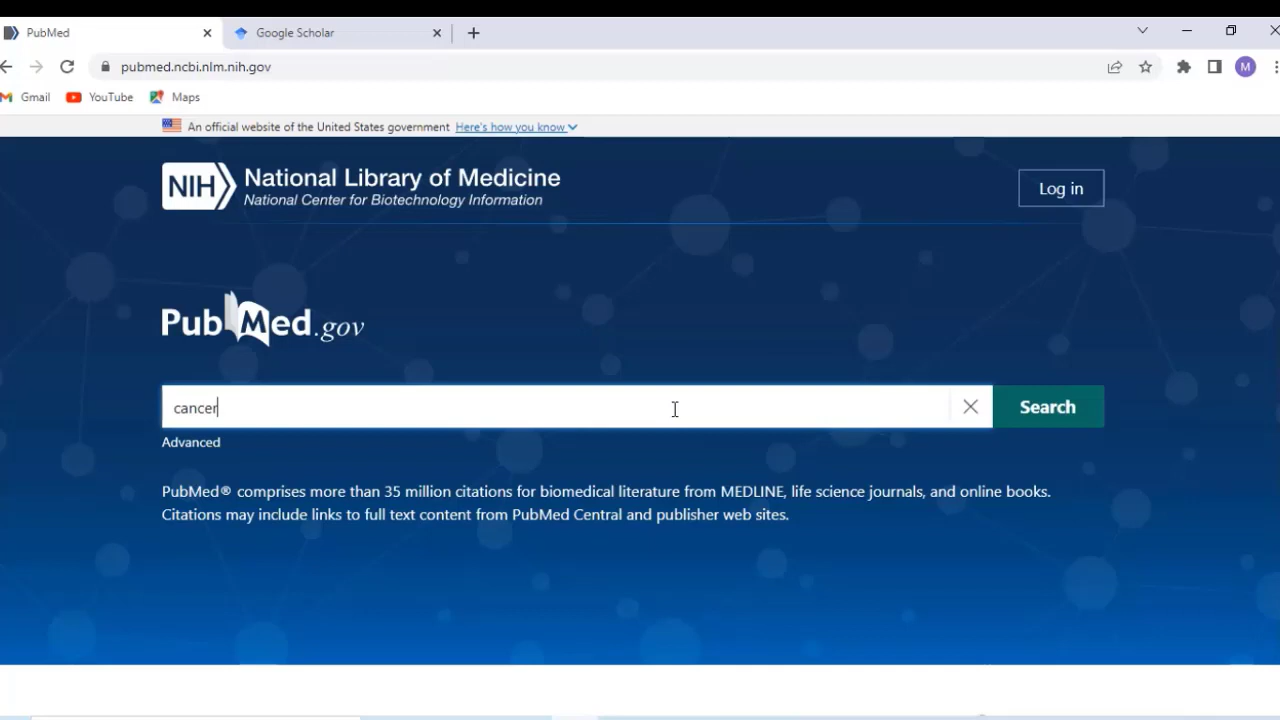 PubMed
Google Scholar
pubmed.ncbi.nlm.nih.gov
M
Gmail
YouTube
Maps
An official website of the United States government Here's how you know
NIH National Library of Medicine
National Center for Biotechnology Information
Log in
PubMed.gov
cancer
Search
Advanced
PubMed® comprises more than 35 million citations for biomedical literature from MEDLINE, life science journals, and online books.
Citations may include links to full text content from PubMed Central and publisher web sites.